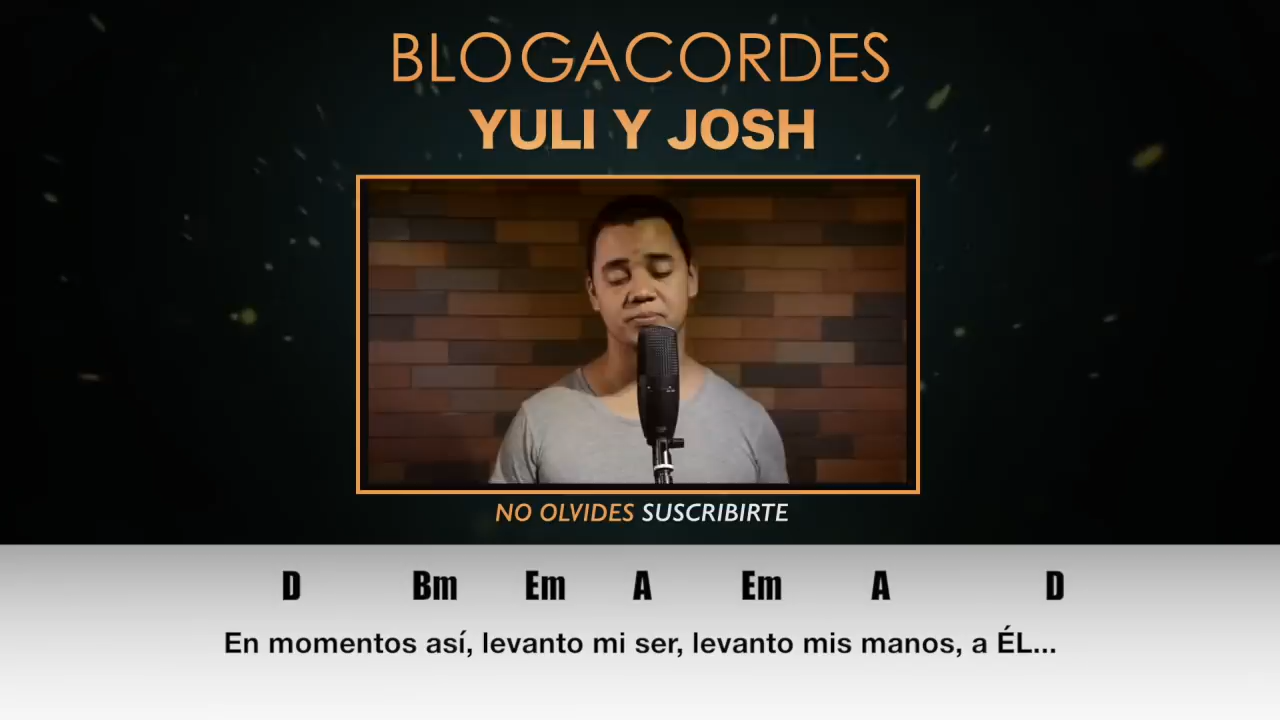 BLOGACORDES
YULI Y JOSH
NO OLVIDES SUSCRIBIRTE
D Bm Em A Em A D
En momentos así, levanto mi ser, levanto mis manos, a ÉL...